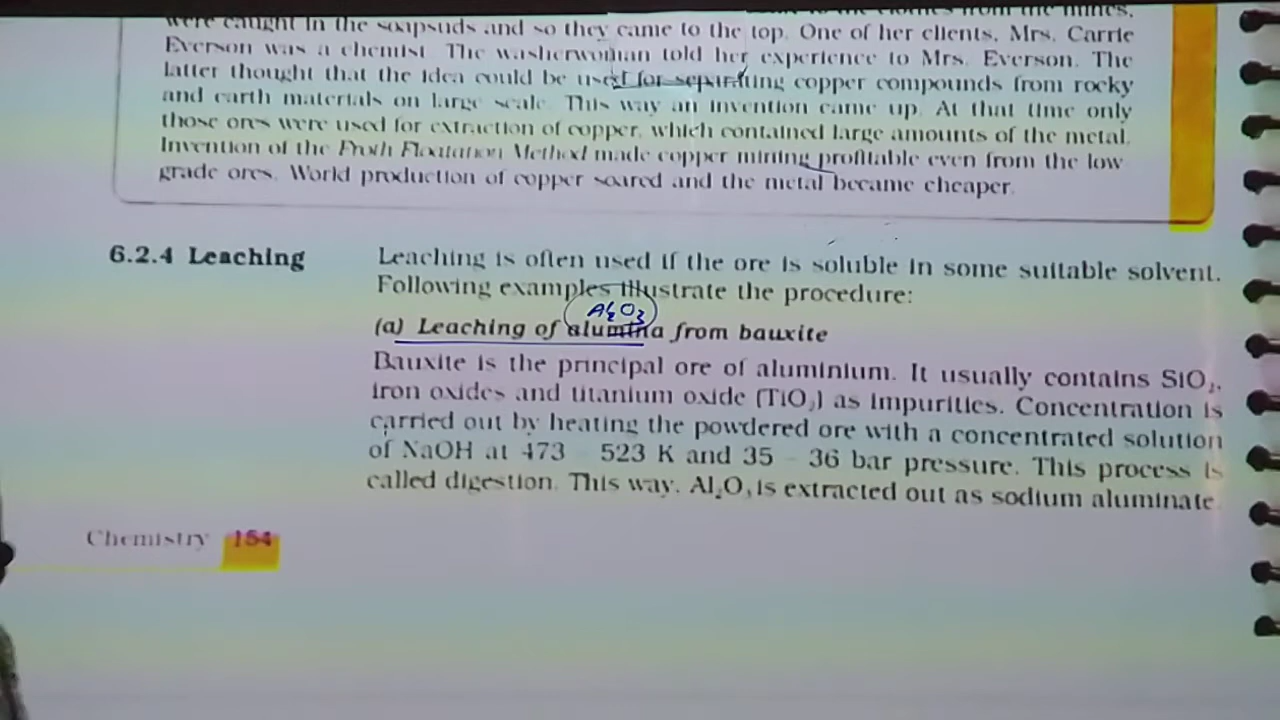 were caught in the soapsuds and so they came to the top. One of her clients, Mrs. Carrie
Everson was a chemist. The washerwoman told her experience to Mrs. Everson. The
latter thought that the idea could be used for separating copper compounds from rocky
and earth materials on large scale. This way an invention came up. At that time only
those ores were used for extraction of copper, which contained large amounts of the metal.
Invention of the Froth Floatation Method made copper mining profitable even from the low
grade ores. World production of copper soared and the metal became cheaper.
6.2.4 Leaching
Leaching is often used if the ore is soluble in some suitable solvent.
Following examples illustrate the procedure:
Al₂O₃
(a) Leaching of alumina from bauxite
Bauxite is the principal ore of aluminium. It usually contains SiO₂,
iron oxides and titanium oxide (TiO₂) as impurities. Concentration is
carried out by heating the powdered ore with a concentrated solution
of NaOH at 473 – 523 K and 35 – 36 bar pressure. This process is
called digestion. This way, Al₂O₃ is extracted out as sodium aluminate.
Chemistry 154